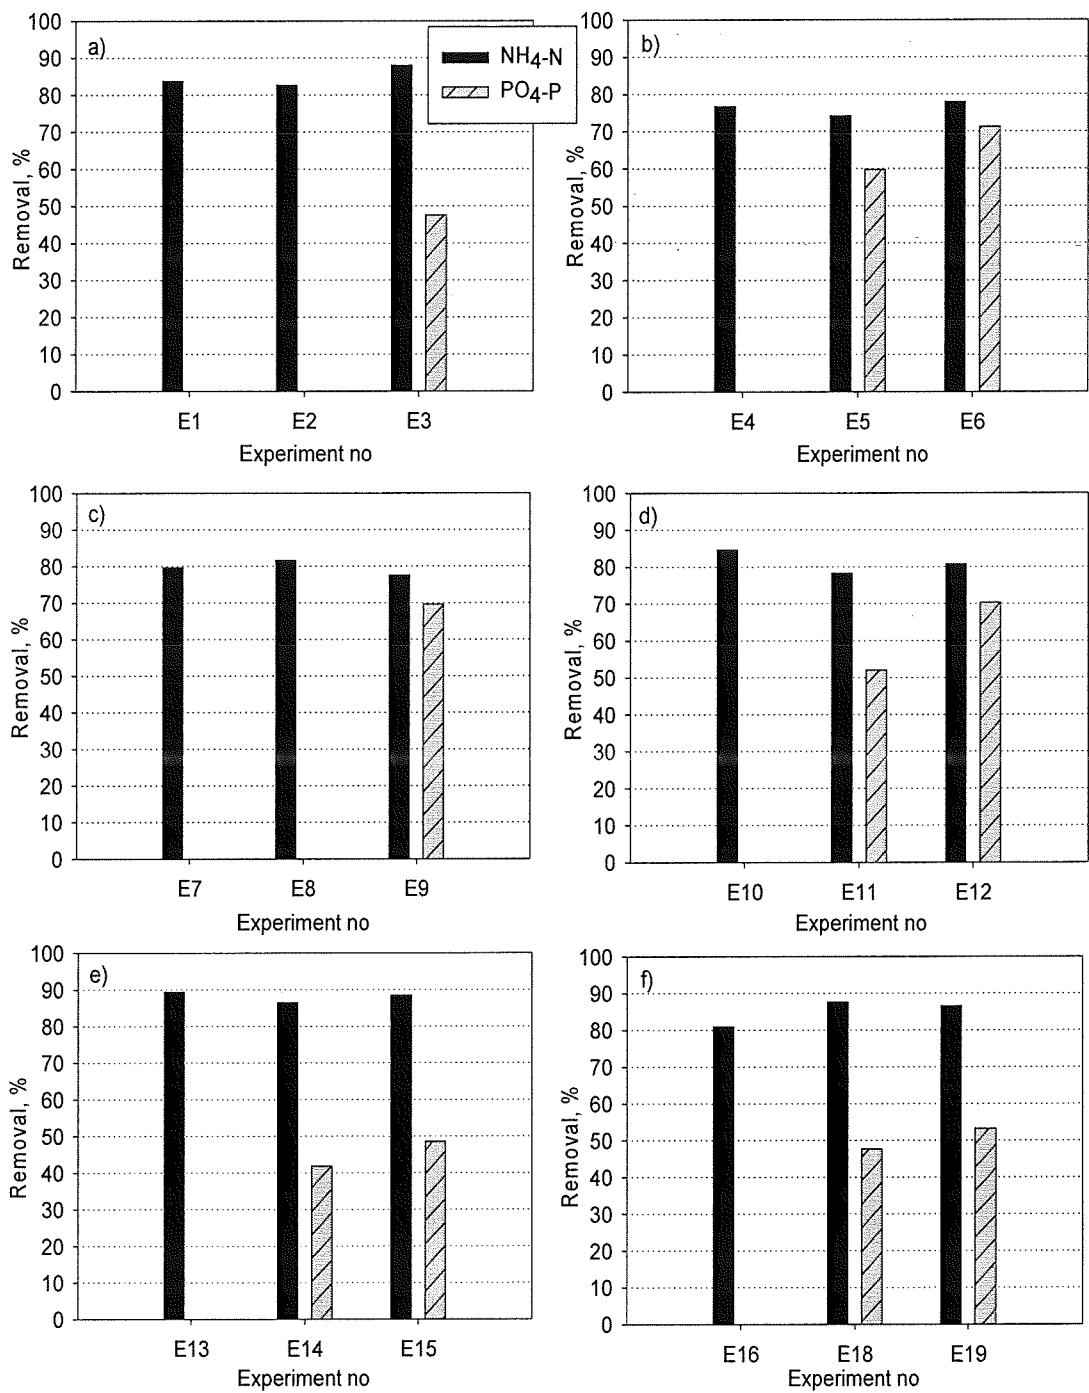 a)
NH4-N
PO4-P
100
90
80
70
60
50
40
30
20
10
0
Removal, %
E1 E2 E3
Experiment no
b)
100
90
80
70
60
50
40
30
20
10
0
Removal, %
E4 E5 E6
Experiment no
c)
100
90
80
70
60
50
40
30
20
10
0
Removal, %
E7 E8 E9
Experiment no
d)
100
90
80
70
60
50
40
30
20
10
0
Removal, %
E10 E11 E12
Experiment no
e)
100
90
80
70
60
50
40
30
20
10
0
Removal, %
E13 E14 E15
Experiment no
f)
100
90
80
70
60
50
40
30
20
10
0
Removal, %
E16 E18 E19
Experiment no